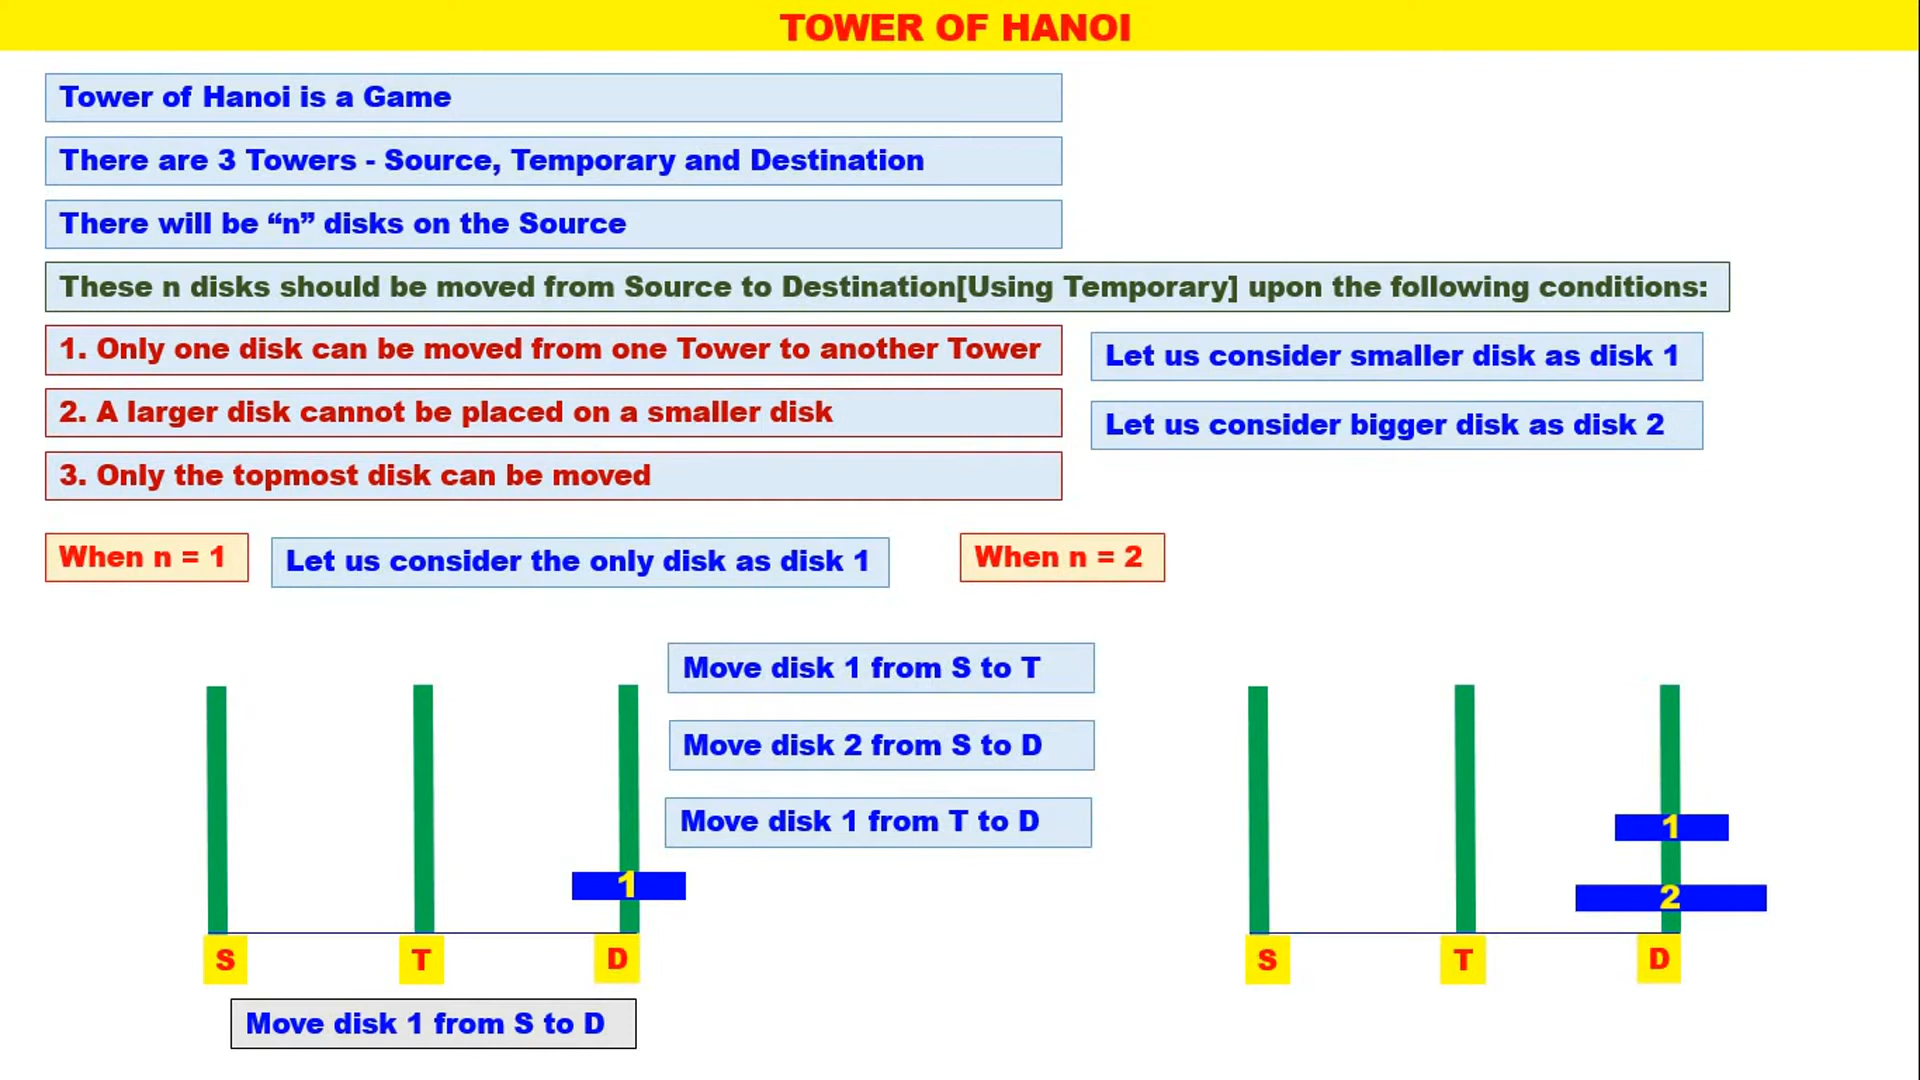 TOWER OF HANOI
Tower of Hanoi is a Game
There are 3 Towers - Source, Temporary and Destination
There will be “n” disks on the Source
These n disks should be moved from Source to Destination[Using Temporary] upon the following conditions:
1. Only one disk can be moved from one Tower to another Tower
2. A larger disk cannot be placed on a smaller disk
3. Only the topmost disk can be moved
Let us consider smaller disk as disk 1
Let us consider bigger disk as disk 2
When n = 1
Let us consider the only disk as disk 1
When n = 2
Move disk 1 from S to T
Move disk 2 from S to D
Move disk 1 from T to D
1
S
T
D
Move disk 1 from S to D
1
2
S
T
D